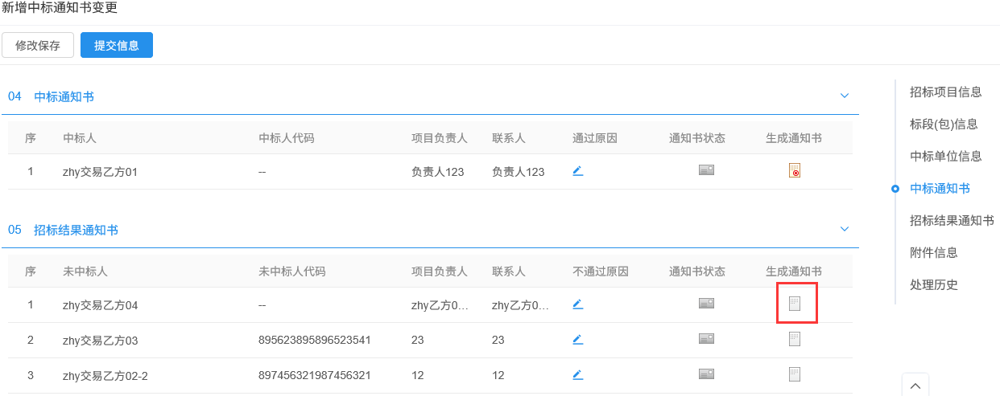 新增中标通知书变更
修改保存 提交信息
04 中标通知书
序 中标人 中标人代码 项目负责人 联系人 通过原因 通知书状态 生成通知书
1 zhy交易乙方01 -- 负责人123 负责人123
05 招标结果通知书
序 未中标人 未中标人代码 项目负责人 联系人 不通过原因 通知书状态 生成通知书
1 zhy交易乙方04 -- zhy乙方0... zhy乙方0...
2 zhy交易乙方03 895623895896523541 23 23
3 zhy交易乙方02-2 897456321987456321 12 12
招标项目信息
标段(包)信息
中标单位信息
中标通知书
招标结果通知书
附件信息
处理历史